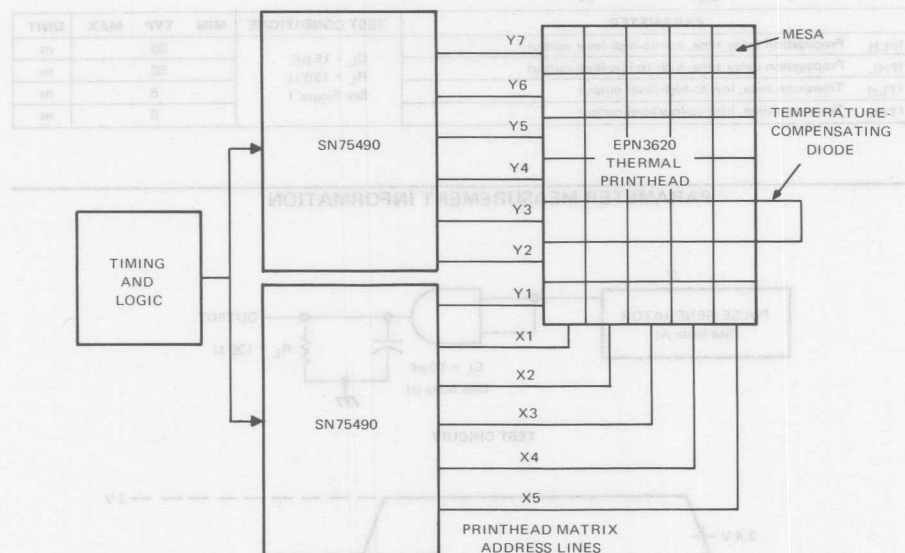 Y7
MESA
Y6
Y5
TEMPERATURE-
COMPENSATING
DIODE
SN75490
EPN3620
THERMAL
PRINTHEAD
Y4
Y3
Y2
TIMING
AND
LOGIC
Y1
X1
X2
SN75490
X3
X4
X5
PRINTHEAD MATRIX
ADDRESS LINES